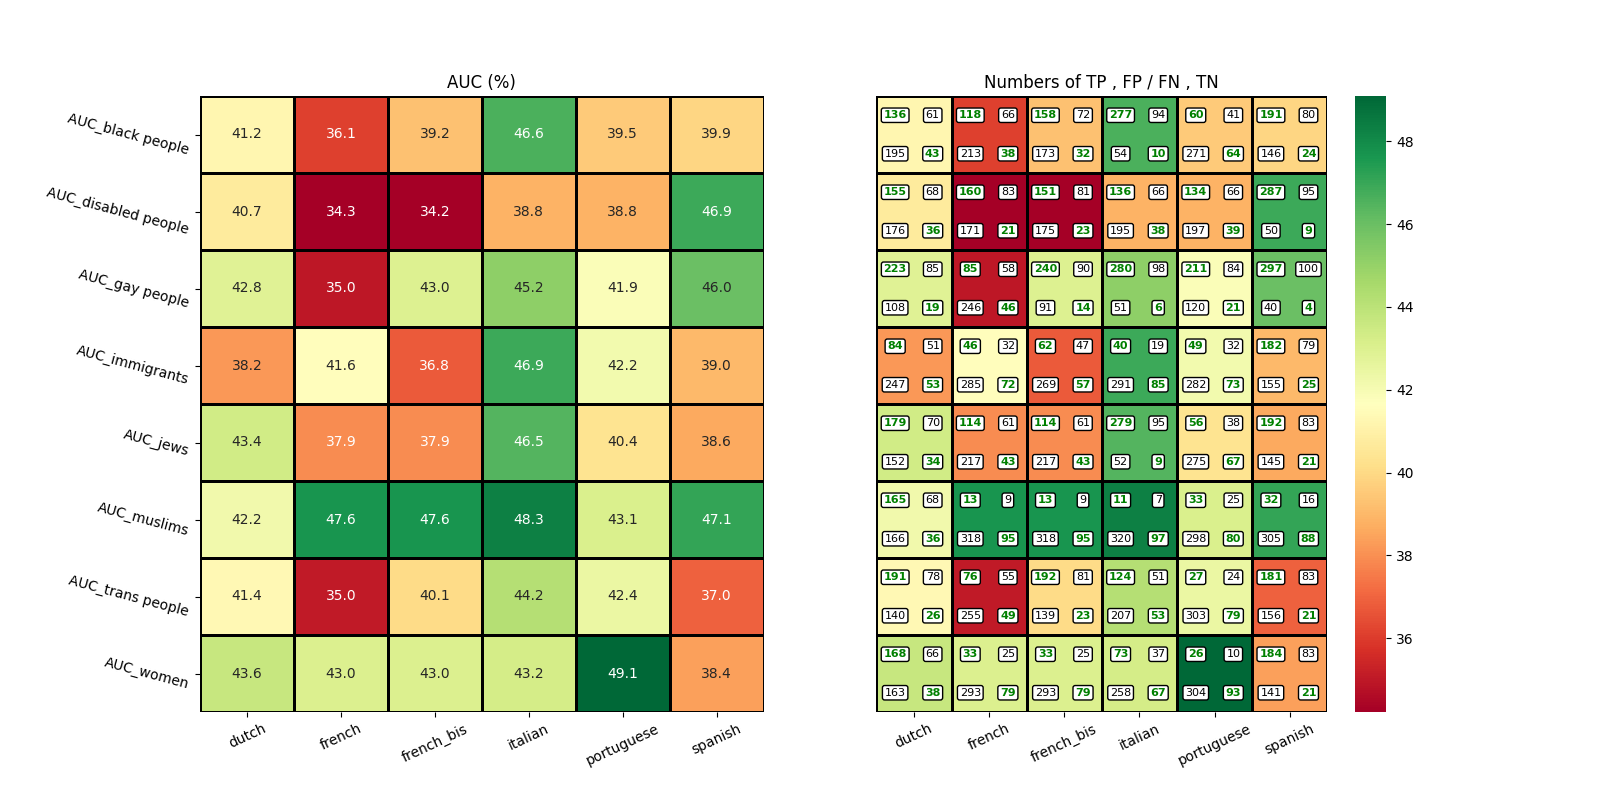 AUC (%)
Numbers of TP , FP / FN , TN
AUC_black people 41.2 36.1 39.2 46.6 39.5 39.9
136 61 118 66 158 72 277 94 60 41 191 80
195 43 213 38 173 32 54 10 271 64 146 24
AUC_disabled people 40.7 34.3 34.2 38.8 38.8 46.9
155 68 160 83 151 81 136 66 134 66 287 95
176 36 171 21 175 23 195 38 197 39 50 9
AUC_gay people 42.8 35.0 43.0 45.2 41.9 46.0
223 85 85 58 240 90 280 98 211 84 297 100
108 19 246 46 91 14 51 6 120 21 40 4
AUC_immigrants 38.2 41.6 36.8 46.9 42.2 39.0
84 51 46 32 62 47 40 19 49 32 182 79
247 53 285 72 269 57 291 85 282 73 155 25
AUC_jews 43.4 37.9 37.9 46.5 40.4 38.6
179 70 114 61 114 61 279 95 56 38 192 83
152 34 217 43 217 43 52 9 275 67 145 21
AUC_muslims 42.2 47.6 47.6 48.3 43.1 47.1
165 68 13 9 13 9 11 7 33 25 32 16
166 36 318 95 318 95 320 97 298 80 305 88
AUC_trans people 41.4 35.0 40.1 44.2 42.4 37.0
191 78 76 55 192 81 124 51 27 24 181 83
140 26 255 49 139 23 207 53 303 79 156 21
AUC_women 43.6 43.0 43.0 43.2 49.1 38.4
168 66 33 25 33 25 73 37 26 10 184 83
163 38 293 79 293 79 258 67 304 93 141 21
dutch french french_bis italian portuguese spanish
dutch french french_bis italian portuguese spanish
48
46
44
42
40
38
36